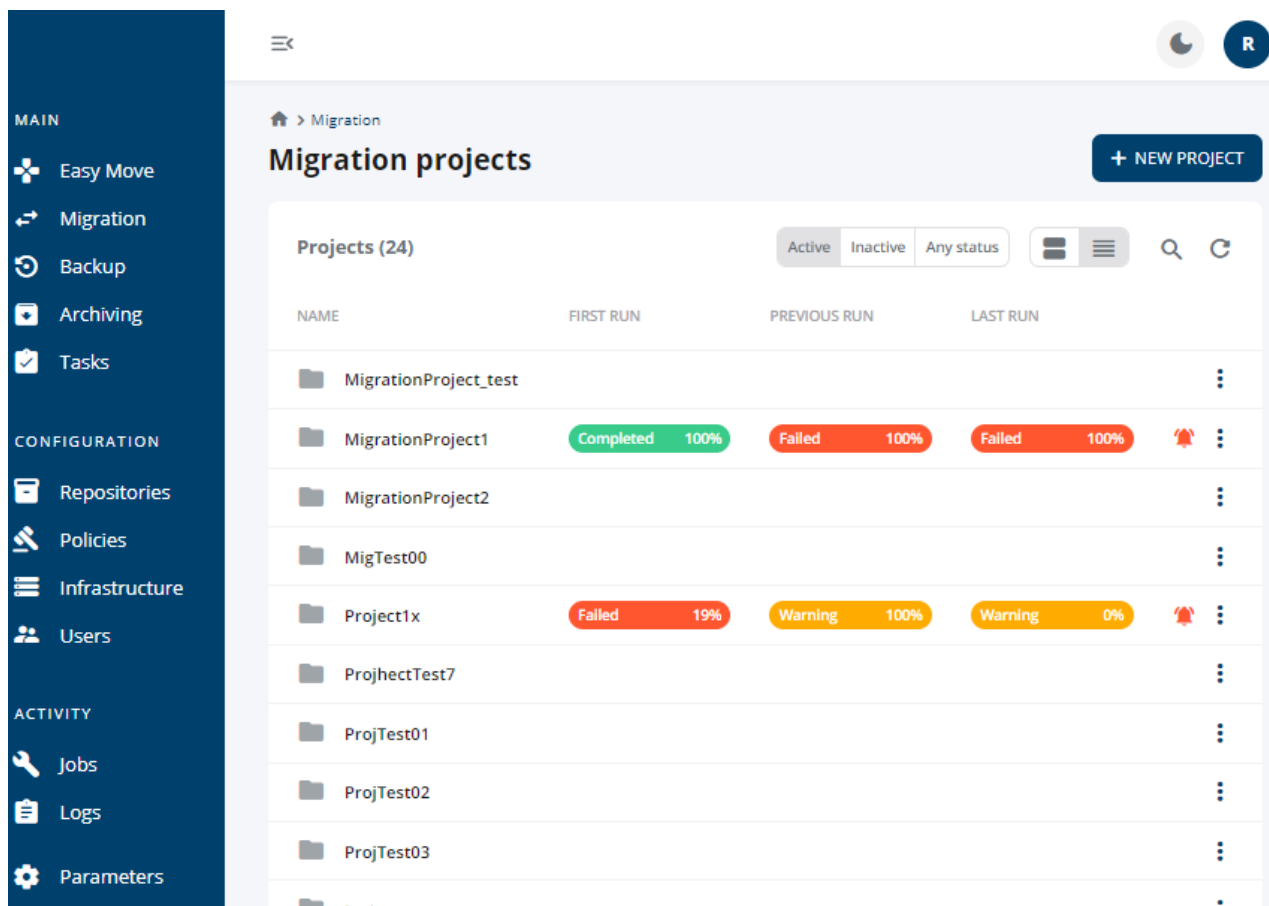 R
MAIN
Easy Move
Migration
Backup
Archiving
Tasks
CONFIGURATION
Repositories
Policies
Infrastructure
Users
ACTIVITY
Jobs
Logs
Parameters
> Migration
Migration projects
+ NEW PROJECT
Projects (24)
Active Inactive Any status
NAME FIRST RUN PREVIOUS RUN LAST RUN
MigrationProject_test
MigrationProject1 Completed 100% Failed 100% Failed 100%
MigrationProject2
MigTest00
Project1x Failed 19% Warning 100% Warning 0%
ProjhectTest7
ProjTest01
ProjTest02
ProjTest03